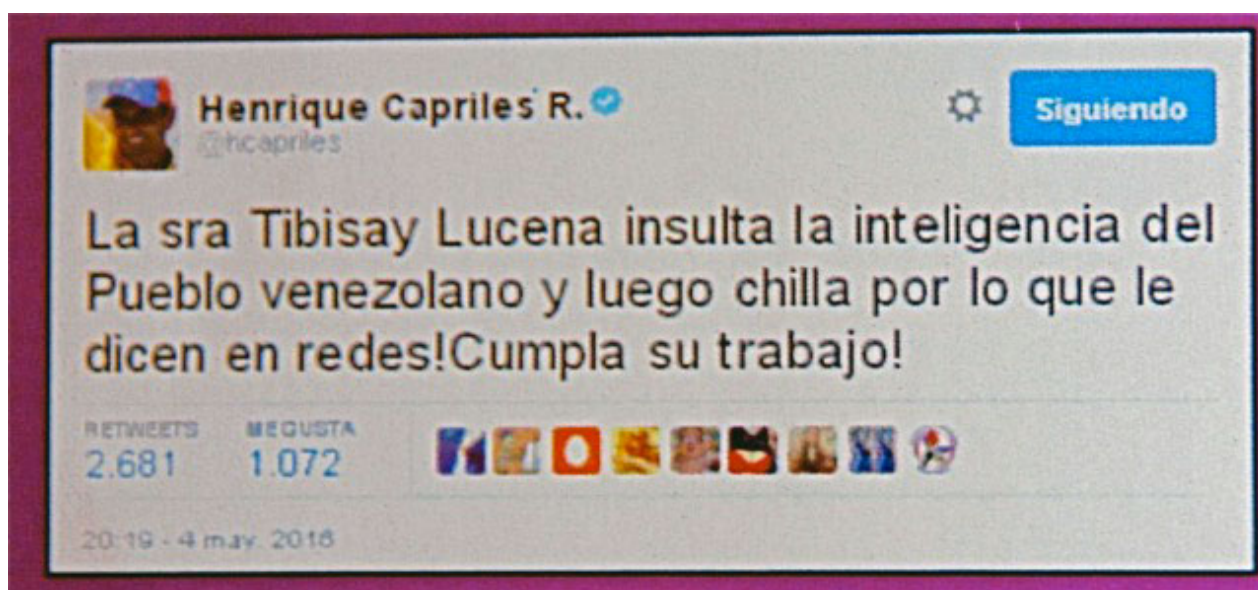 Henrique Capriles R.
@hcapriles
Siguiendo
La sra Tibisay Lucena insulta la inteligencia del
Pueblo venezolano y luego chilla por lo que le
dicen en redes!Cumpla su trabajo!
RETWEETS ME GUSTA
2.681 1.072
20:19 - 4 may. 2016